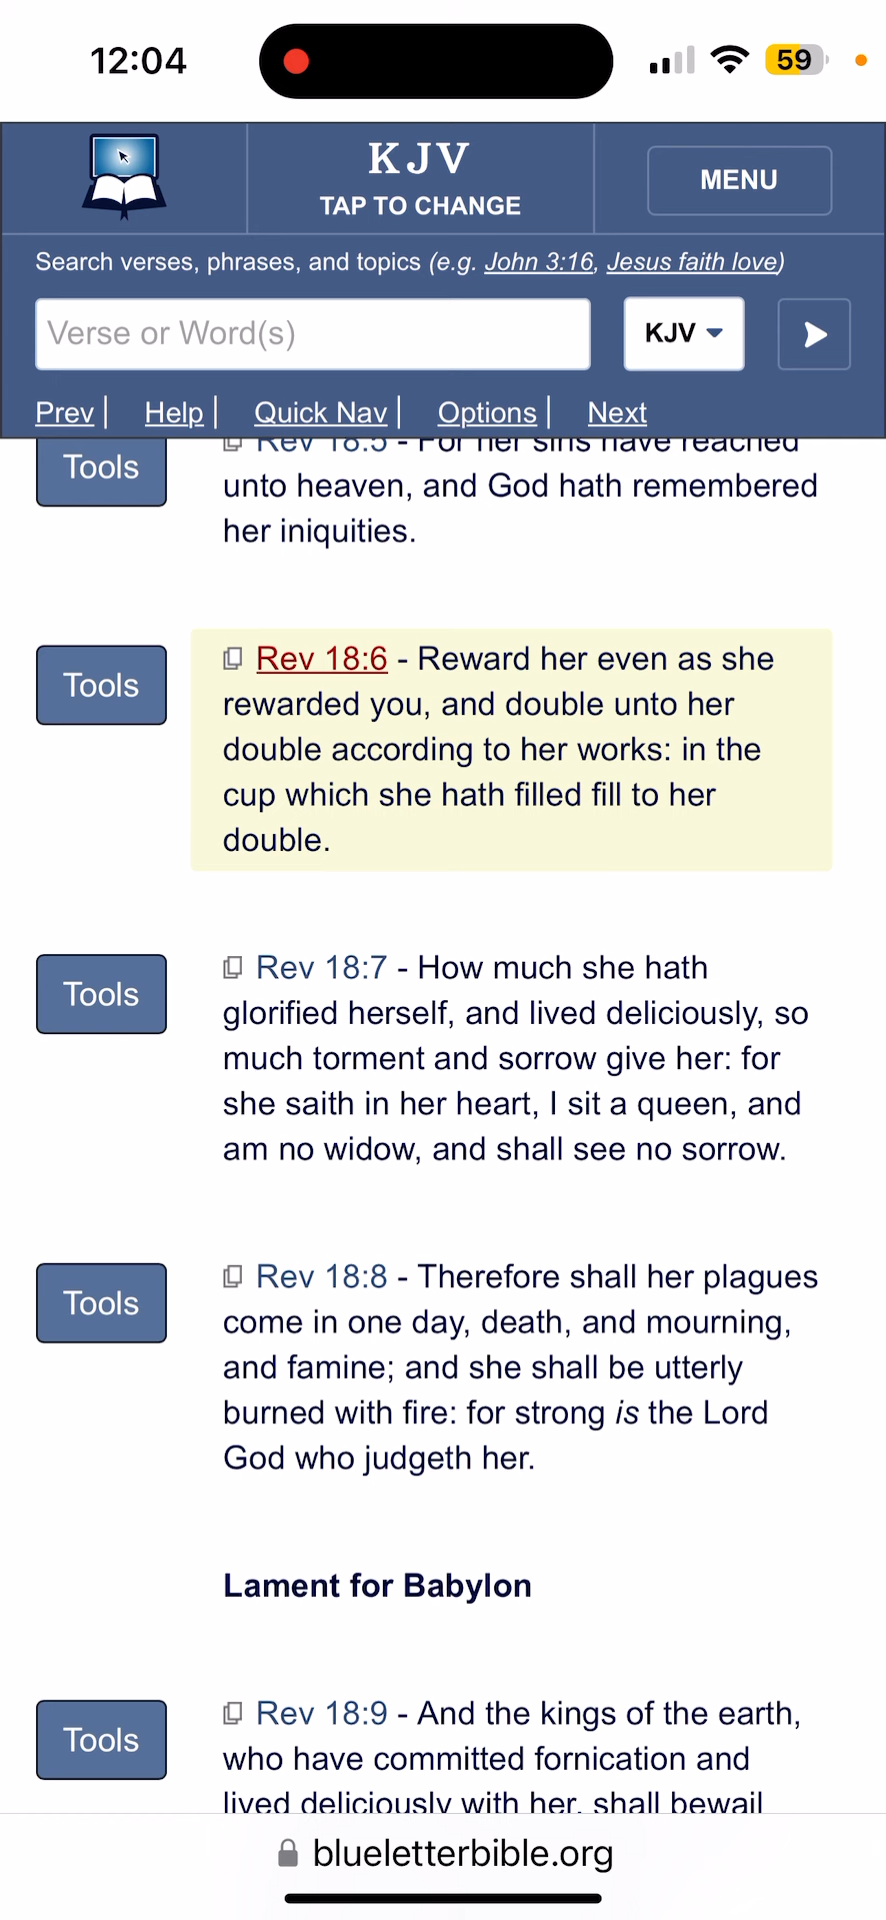 12:04
59
KJV
TAP TO CHANGE
MENU
Search verses, phrases, and topics (e.g. John 3:16, Jesus faith love)
Verse or Word(s)
KJV
Prev | Help | Quick Nav | Options | Next
Tools
Rev 18:5 - For her sins have reached
unto heaven, and God hath remembered
her iniquities.
Tools
Rev 18:6 - Reward her even as she
rewarded you, and double unto her
double according to her works: in the
cup which she hath filled fill to her
double.
Tools
Rev 18:7 - How much she hath
glorified herself, and lived deliciously, so
much torment and sorrow give her: for
she saith in her heart, I sit a queen, and
am no widow, and shall see no sorrow.
Tools
Rev 18:8 - Therefore shall her plagues
come in one day, death, and mourning,
and famine; and she shall be utterly
burned with fire: for strong is the Lord
God who judgeth her.
Lament for Babylon
Tools
Rev 18:9 - And the kings of the earth,
who have committed fornication and
lived deliciously with her, shall bewail
blueletterbible.org